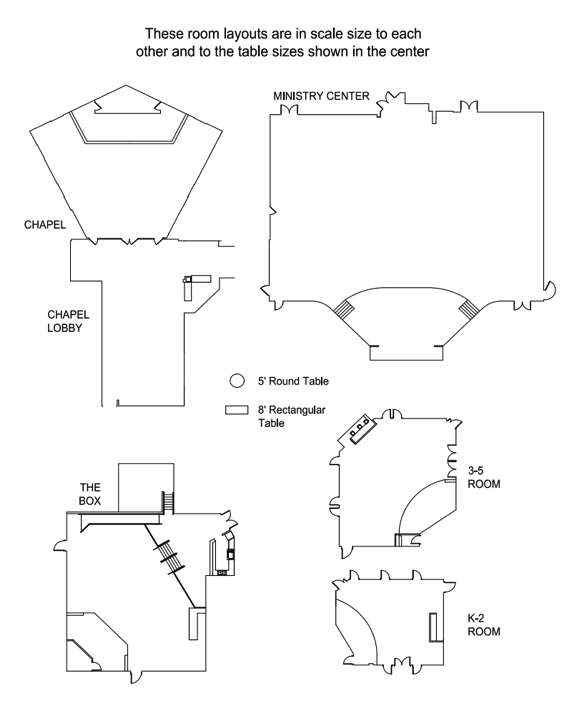 These room layouts are in scale size to each
other and to the table sizes shown in the center
MINISTRY CENTER
CHAPEL
CHAPEL
LOBBY
5' Round Table
8' Rectangular
Table
THE
BOX
3-5
ROOM
K-2
ROOM